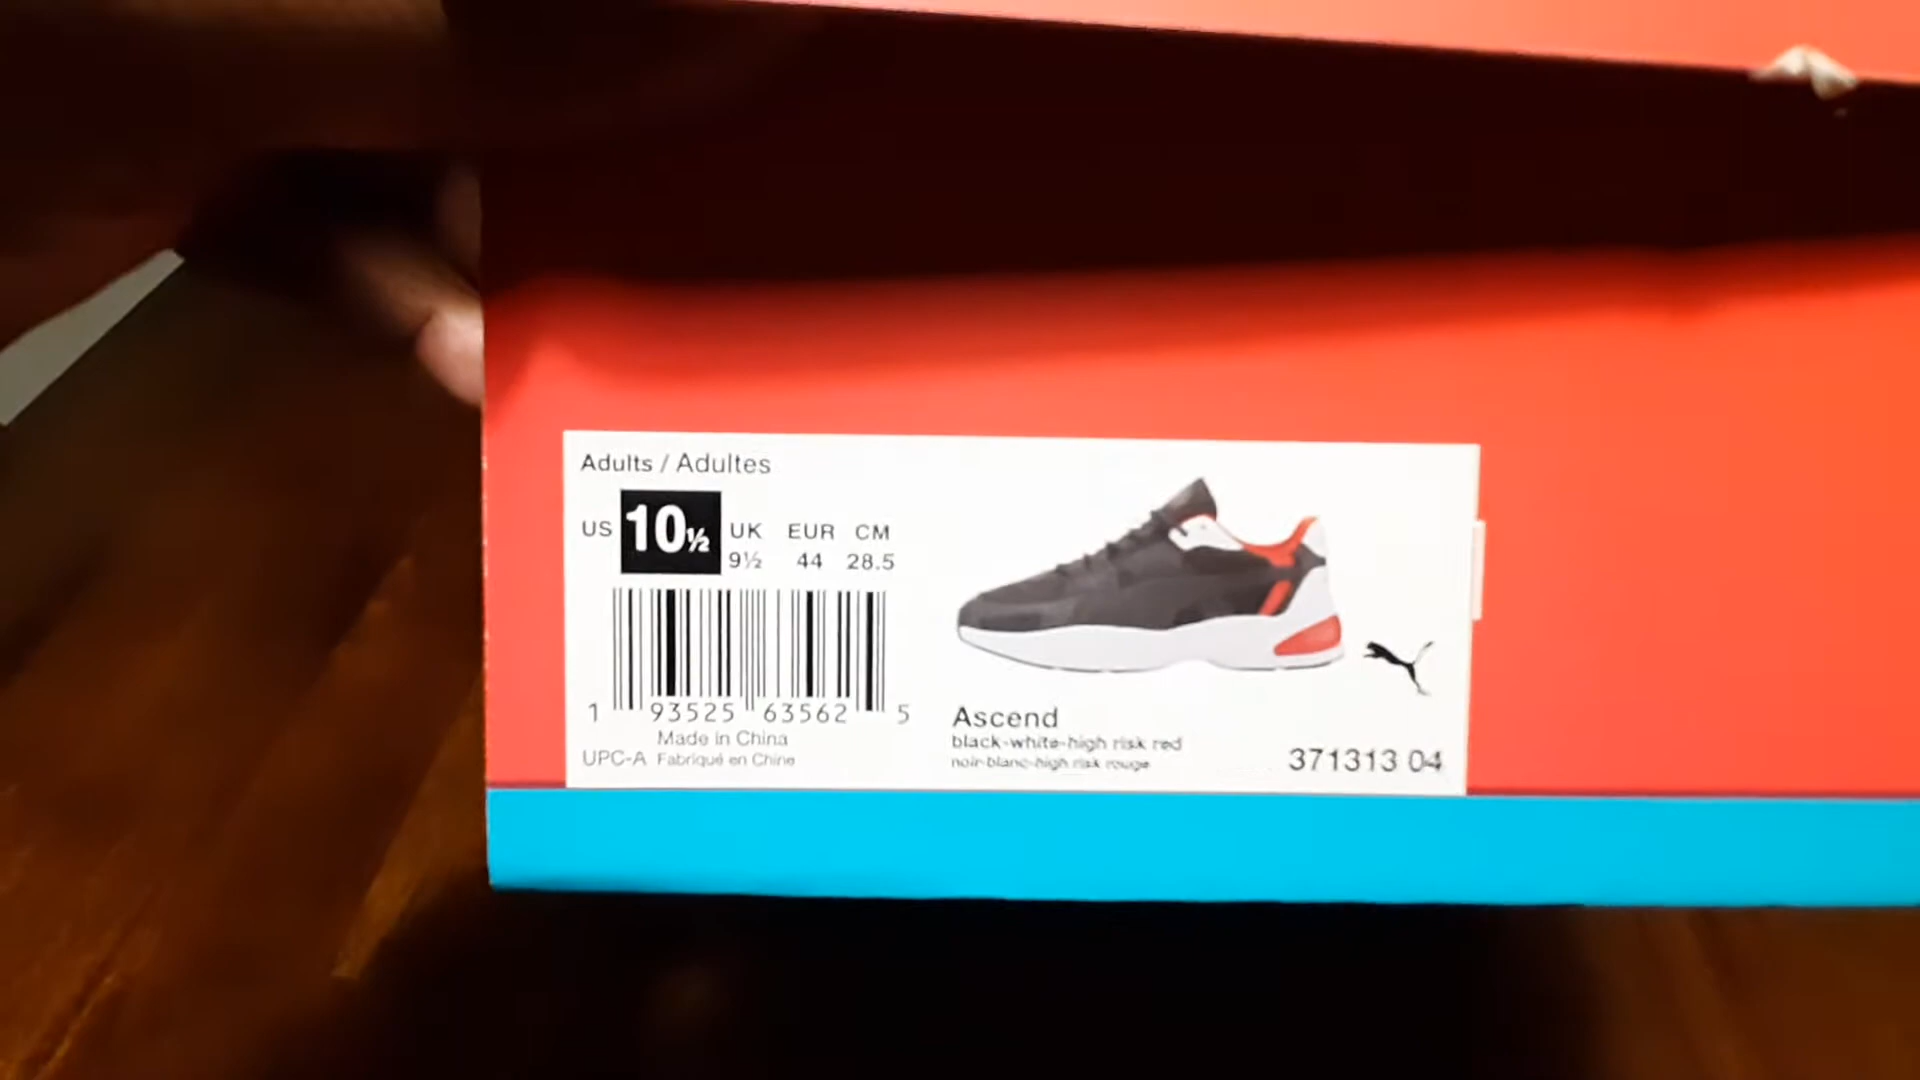 Adults / Adultes
US 10½ UK EUR CM
9½ 44 28.5
1 93525 63562 5
Made in China
UPC-A Fabriqué en Chine
Ascend
black-white-high risk red
noir-blanc-high risk rouge
371313 04